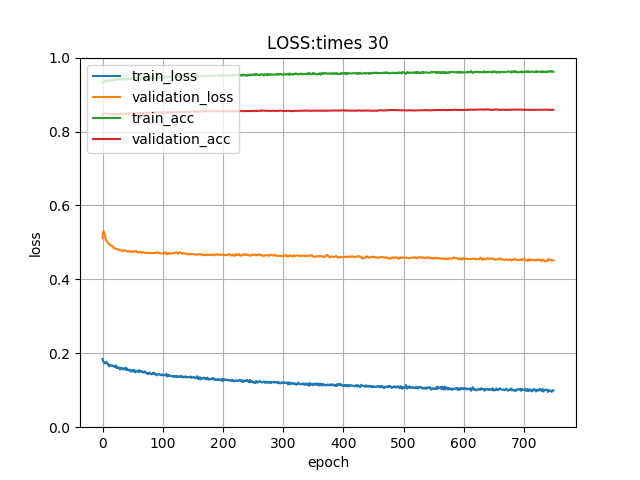 LOSS:times 30
1.0
train_loss
validation_loss
train_acc
validation_acc
0.8
0.6
loss
0.4
0.2
0.0
0 100 200 300 400 500 600 700
epoch